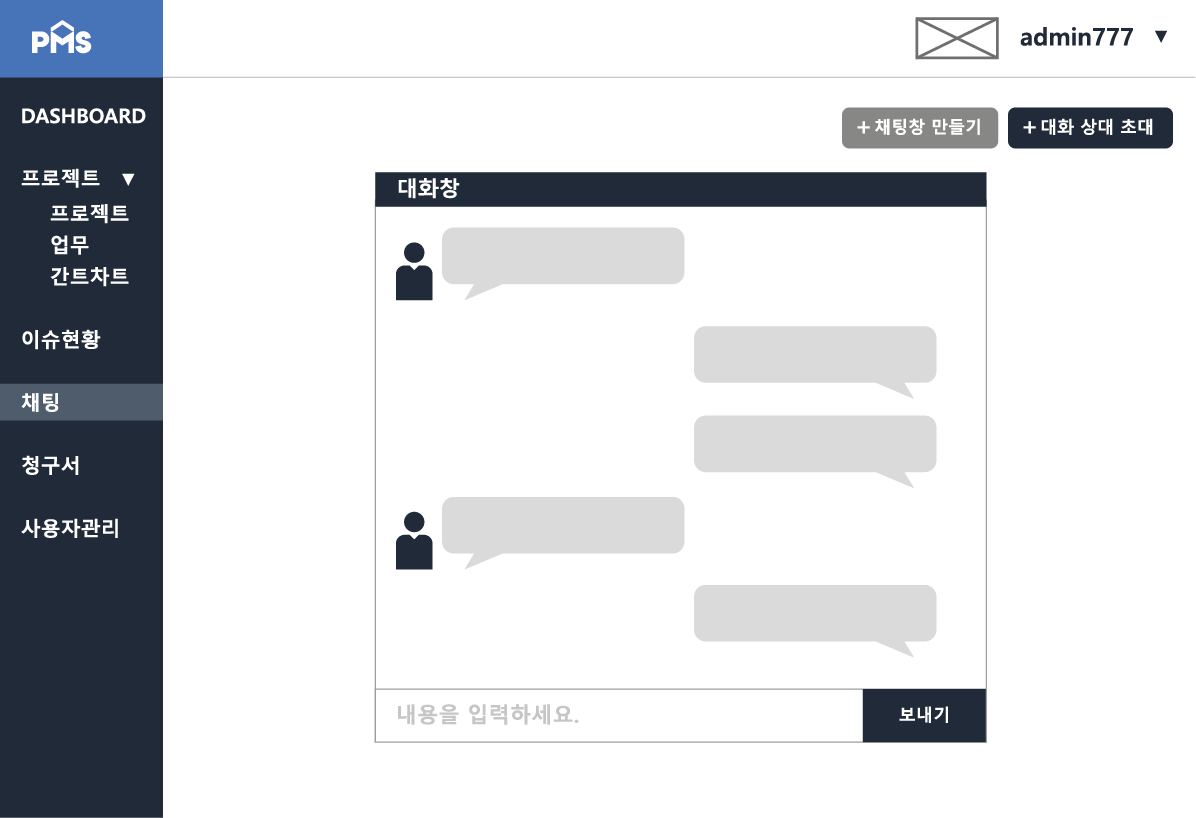 PMS
admin777 ▼
DASHBOARD
+ 채팅창 만들기
+ 대화 상대 초대
프로젝트 ▼
프로젝트
업무
간트차트
이슈현황
채팅
청구서
사용자관리
대화창
내용을 입력하세요.
보내기